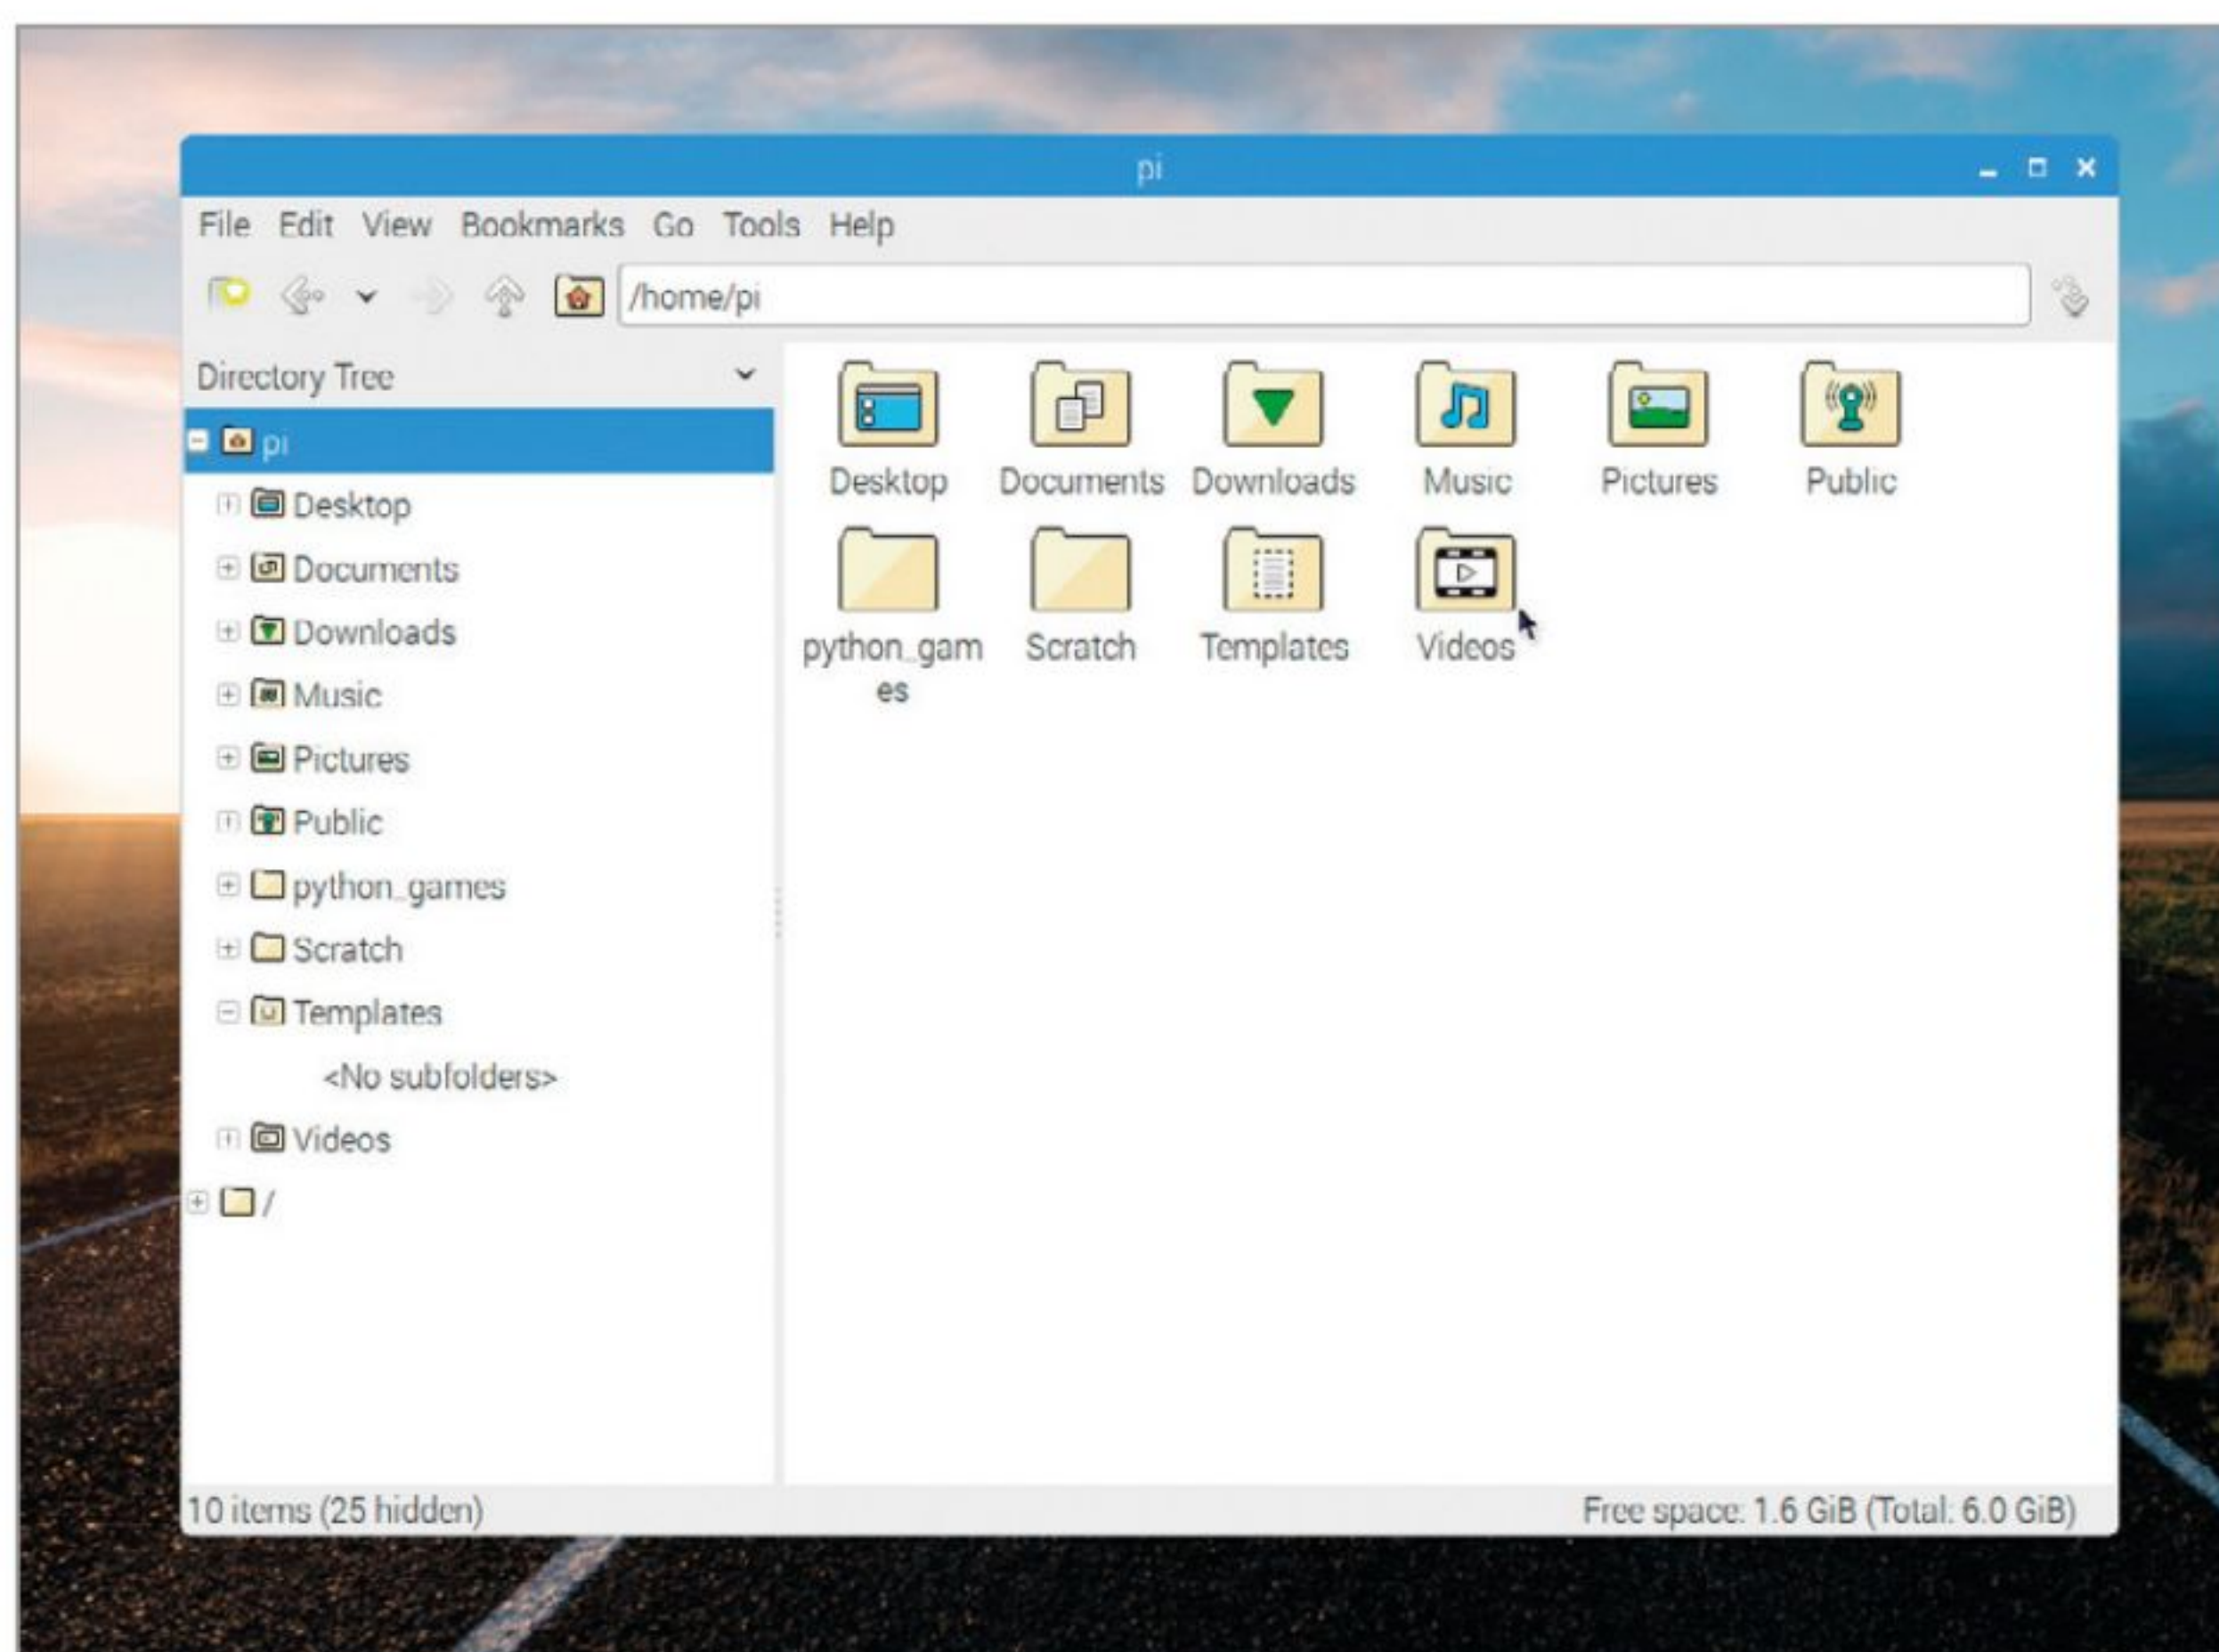 pi
File Edit View Bookmarks Go Tools Help
/home/pi
Directory Tree
pi
Desktop
Documents
Downloads
Music
Pictures
Public
python_games
Scratch
Templates
<No subfolders>
Videos
/
Desktop Documents Downloads Music Pictures Public
python_gam
es
Scratch Templates Videos
10 items (25 hidden)
Free space: 1.6 GiB (Total: 6.0 GiB)